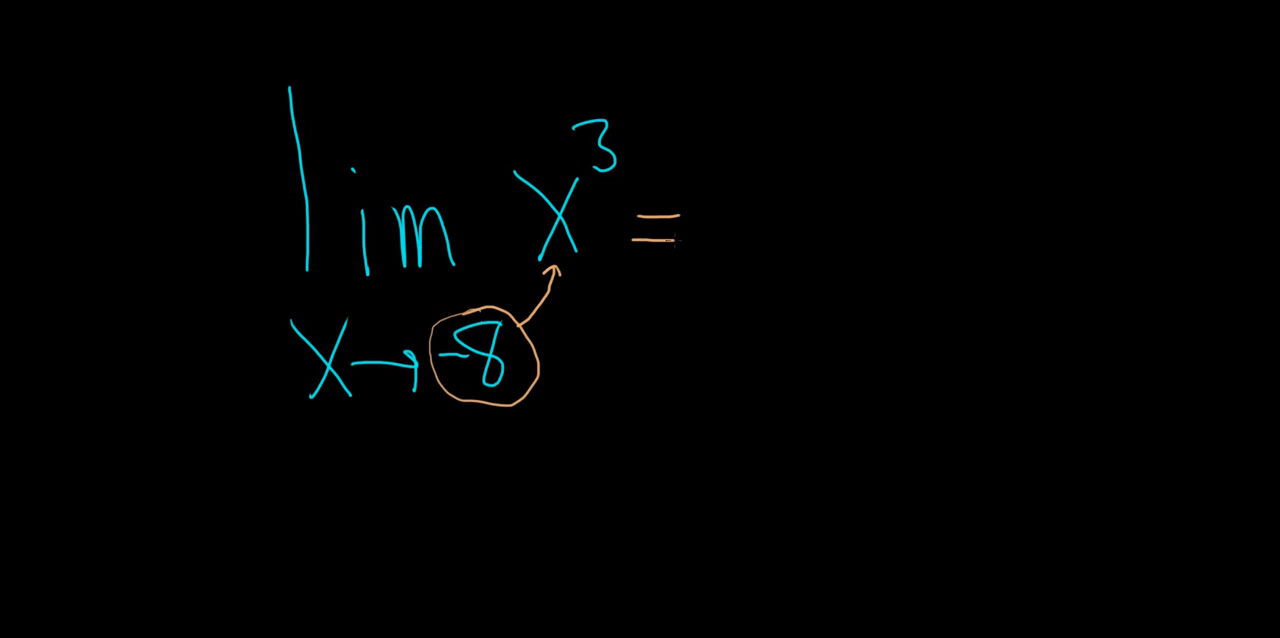 lim x³ =
x→-8